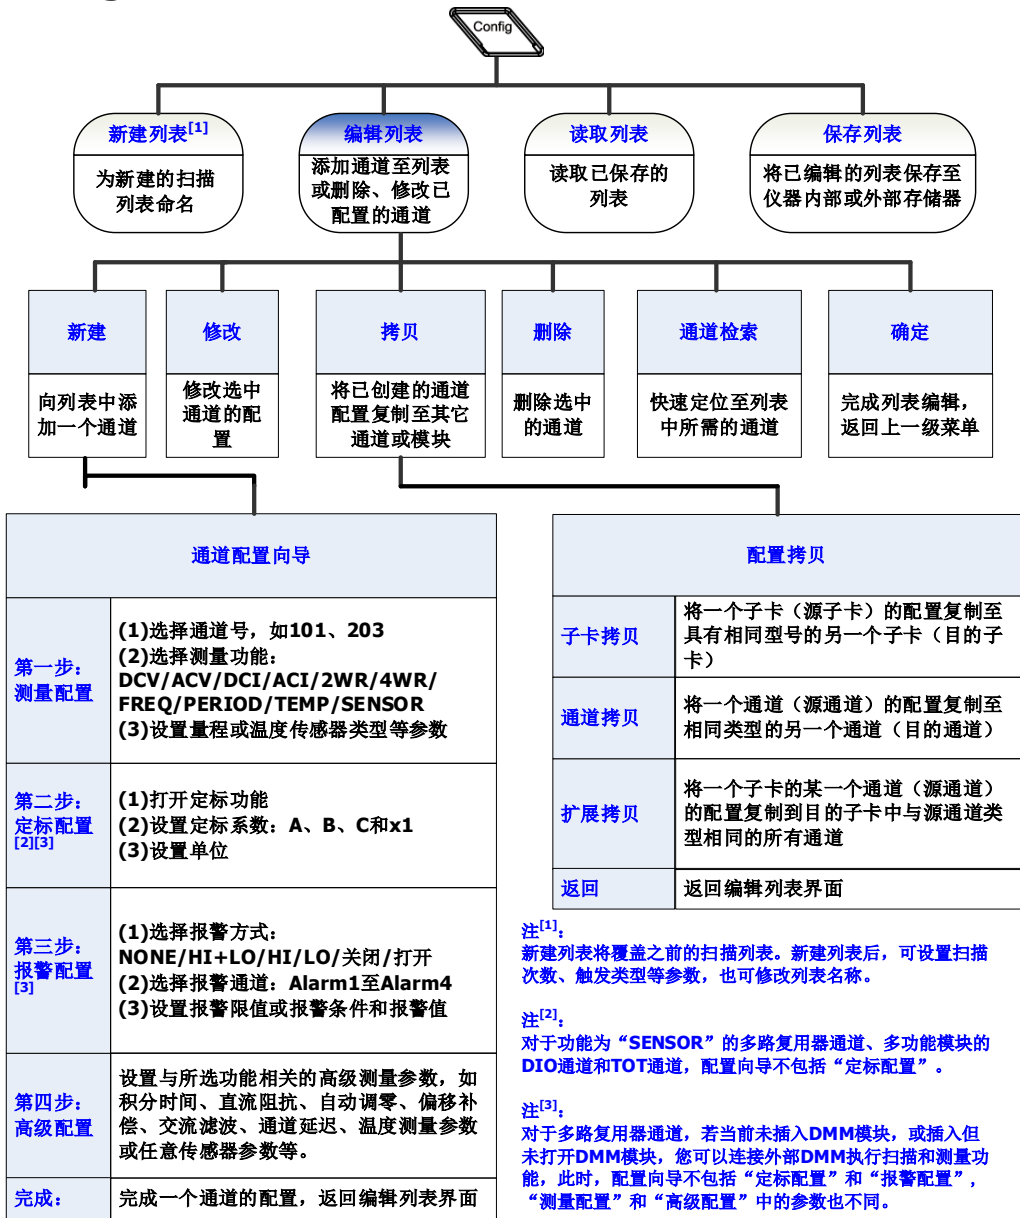 Config
新建列表[1]
为新建的扫描
列表命名
编辑列表
添加通道至列表
或删除、修改已
配置的通道
读取列表
读取已保存的
列表
保存列表
将已编辑的列表保存至
仪器内部或外部存储器
新建
向列表中添
加一个通道
修改
修改选中
通道的配
置
拷贝
将已创建的通道
配置复制至其它
通道或模块
删除
删除选中
的通道
通道检索
快速定位至列表
中所需的通道
确定
完成列表编辑，
返回上一级菜单
通道配置向导
第一步：
测量配置
(1)选择通道号，如101、203
(2)选择测量功能：
DCV/ACV/DCI/ACI/2WR/4WR/
FREQ/PERIOD/TEMP/SENSOR
(3)设置量程或温度传感器类型等参数
第二步：
定标配置
[2][3]
(1)打开定标功能
(2)设置定标系数：A、B、C和x1
(3)设置单位
第三步：
报警配置
[3]
(1)选择报警方式：
NONE/HI+LO/HI/LO/关闭/打开
(2)选择报警通道：Alarm1至Alarm4
(3)设置报警限值或报警条件和报警值
第四步：
高级配置
设置与所选功能相关的高级测量参数，如
积分时间、直流阻抗、自动调零、偏移补
偿、交流滤波、通道延迟、温度测量参数
或任意传感器参数等。
完成：
完成一个通道的配置，返回编辑列表界面
配置拷贝
子卡拷贝
将一个子卡（源子卡）的配置复制至
具有相同型号的另一个子卡（目的子
卡）
通道拷贝
将一个通道（源通道）的配置复制至
相同类型的另一个通道（目的通道）
扩展拷贝
将一个子卡的某一个通道（源通道）
的配置复制到目的子卡中与源通道类
型相同的所有通道
返回
返回编辑列表界面
注[1]：
新建列表将覆盖之前的扫描列表。新建列表后，可设置扫描
次数、触发类型等参数，也可修改列表名称。
注[2]：
对于功能为“SENSOR”的多路复用器通道、多功能模块的
DIO通道和TOT通道，配置向导不包括“定标配置”。
注[3]：
对于多路复用器通道，若当前未插入DMM模块，或插入但
未打开DMM模块，您可以连接外部DMM执行扫描和测量功
能，此时，配置向导不包括“定标配置”和“报警配置”，
“测量配置”和“高级配置”中的参数也不同。